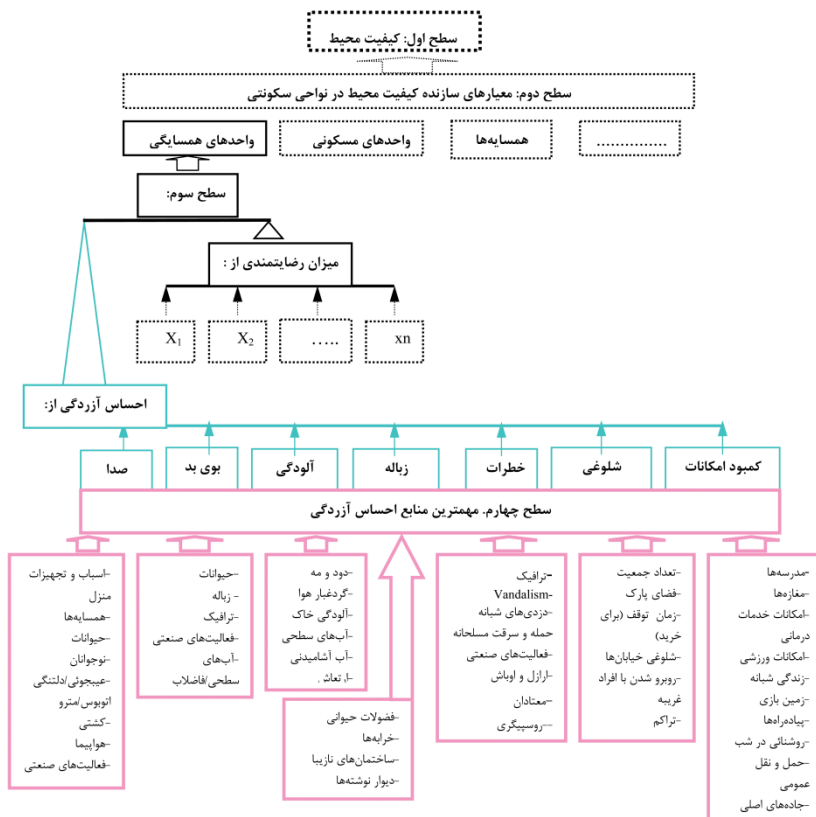 سطح اول: کیفیت محیط
سطح دوم: معیارهای سازنده کیفیت محیط در نواحی سکونتی
..............
همسایه‌ها
واحدهای مسکونی
واحدهای همسایگی
سطح سوم:
میزان رضایتمندی از :
X1
X2
.....
xn
احساس آزردگی از:
کمبود امکانات
شلوغی
خطرات
زباله
آلودگی
بوی بد
صدا
سطح چهارم. مهمترین منابع احساس آزردگی
-مدرسه‌ها
-مغازه‌ها
-امکانات خدمات
درمانی
-امکانات ورزشی
-زندگی شبانه
-زمین بازی
-پیاده‌راه‌ها
-روشنائی در شب
-حمل و نقل
عمومی
-جاده‌های اصلی
-تعداد جمعیت
-فضای پارک
-زمان توقف (برای
خرید)
-شلوغی خیابان‌ها
-روبرو شدن با افراد
غریبه
-تراکم
-ترافیک
Vandalism-
-دزدی‌های شبانه
حمله و سرقت مسلحانه
-فعالیت‌های صنعتی
-ارازل و اوباش
-معتادان
--روسپیگری
-فضولات حیوانی
-خرابه‌ها
-ساختمان‌های نازیبا
-دیوار نوشته‌ها
-دود و مه
-گردغبار هوا
-آلودگی خاک
-آب‌های سطحی
-آب آشامیدنی
-حیوانات
- زباله
-ترافیک
-فعالیت‌های صنعتی
-آب‌های
سطحی/فاضلاب
-اسباب و تجهیزات
منزل
-همسایه‌ها
-حیوانات
-نوجوانان
-عیبجوئی/دلتنگی
اتوبوس/مترو
-کشتی
-هواپیما
-فعالیت‌های صنعتی